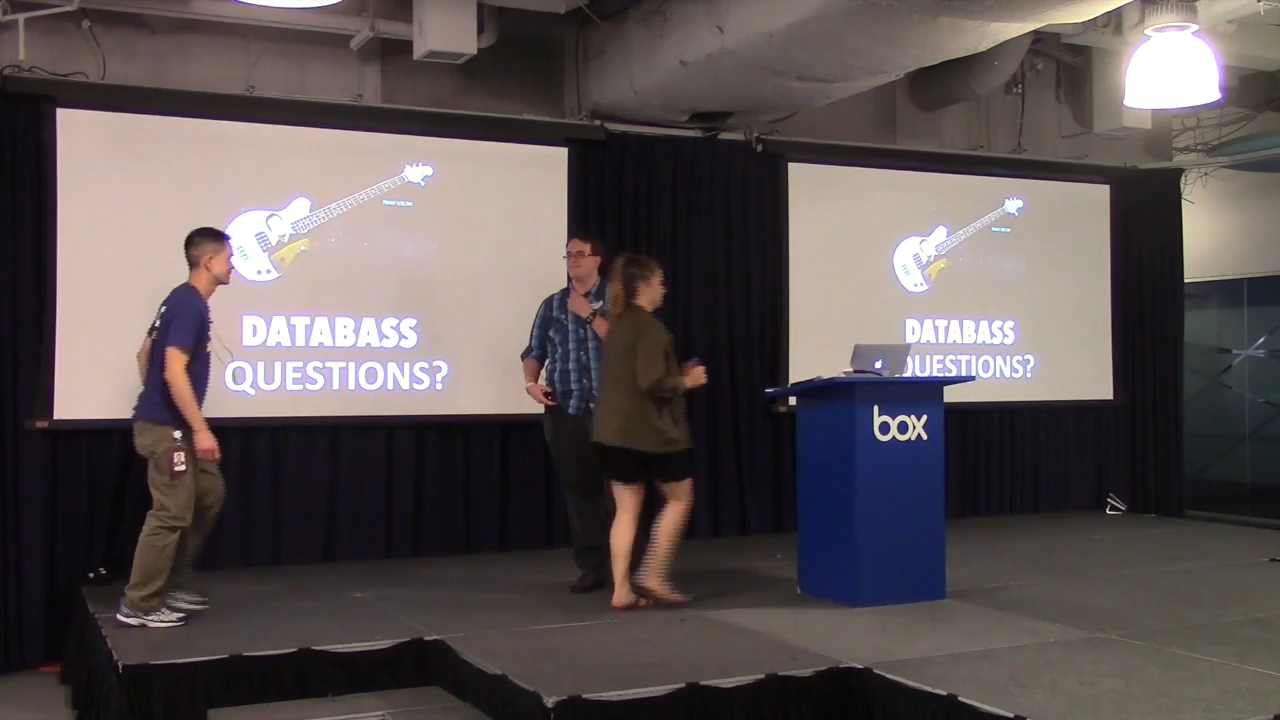 DATABASS
QUESTIONS?
DATABASS
QUESTIONS?
box